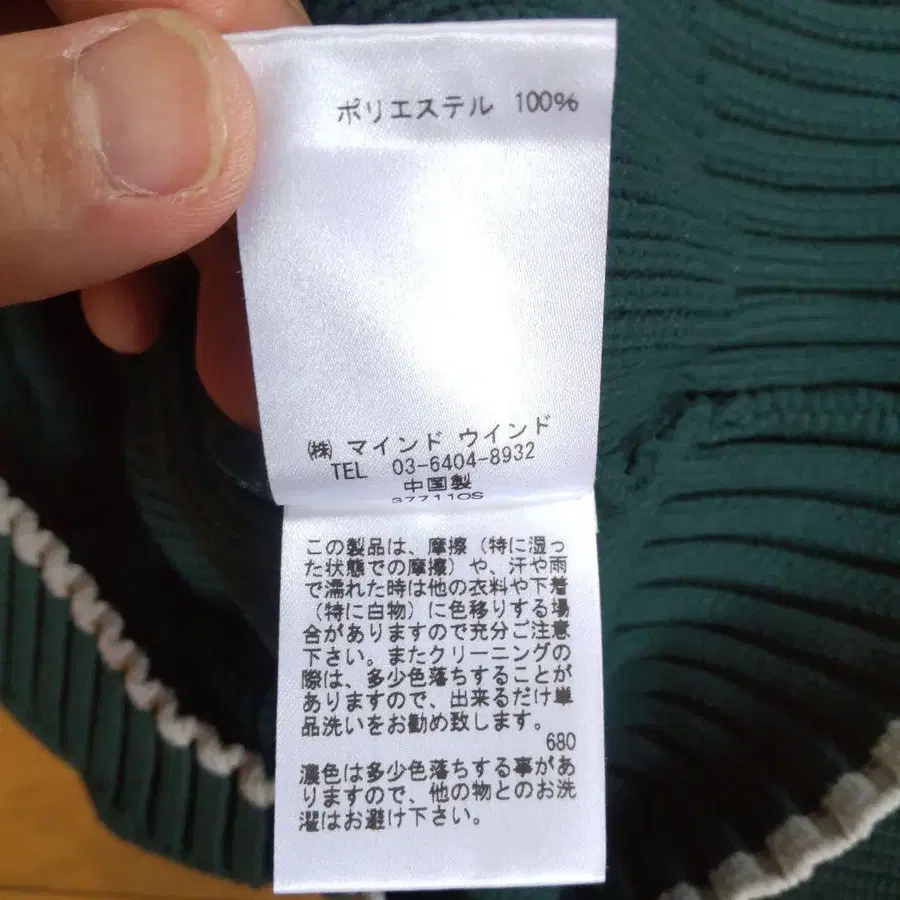 ポリエステル 100%
㈱ マインド ウインド
TEL 03-6404-8932
中国製
377110S
この製品は、摩擦（特に湿っ
た状態での摩擦）や、汗や雨
で濡れた時は他の衣料や下着
（特に白物）に色移りする場
合がありますので充分ご注意
下さい。またクリーニングの
際は、多少色落ちすることが
ありますので、出来るだけ単
品洗いをお勧め致します。
680
濃色は多少色落ちする事があ
りますので、他の物とのお洗
濯はお避け下さい。